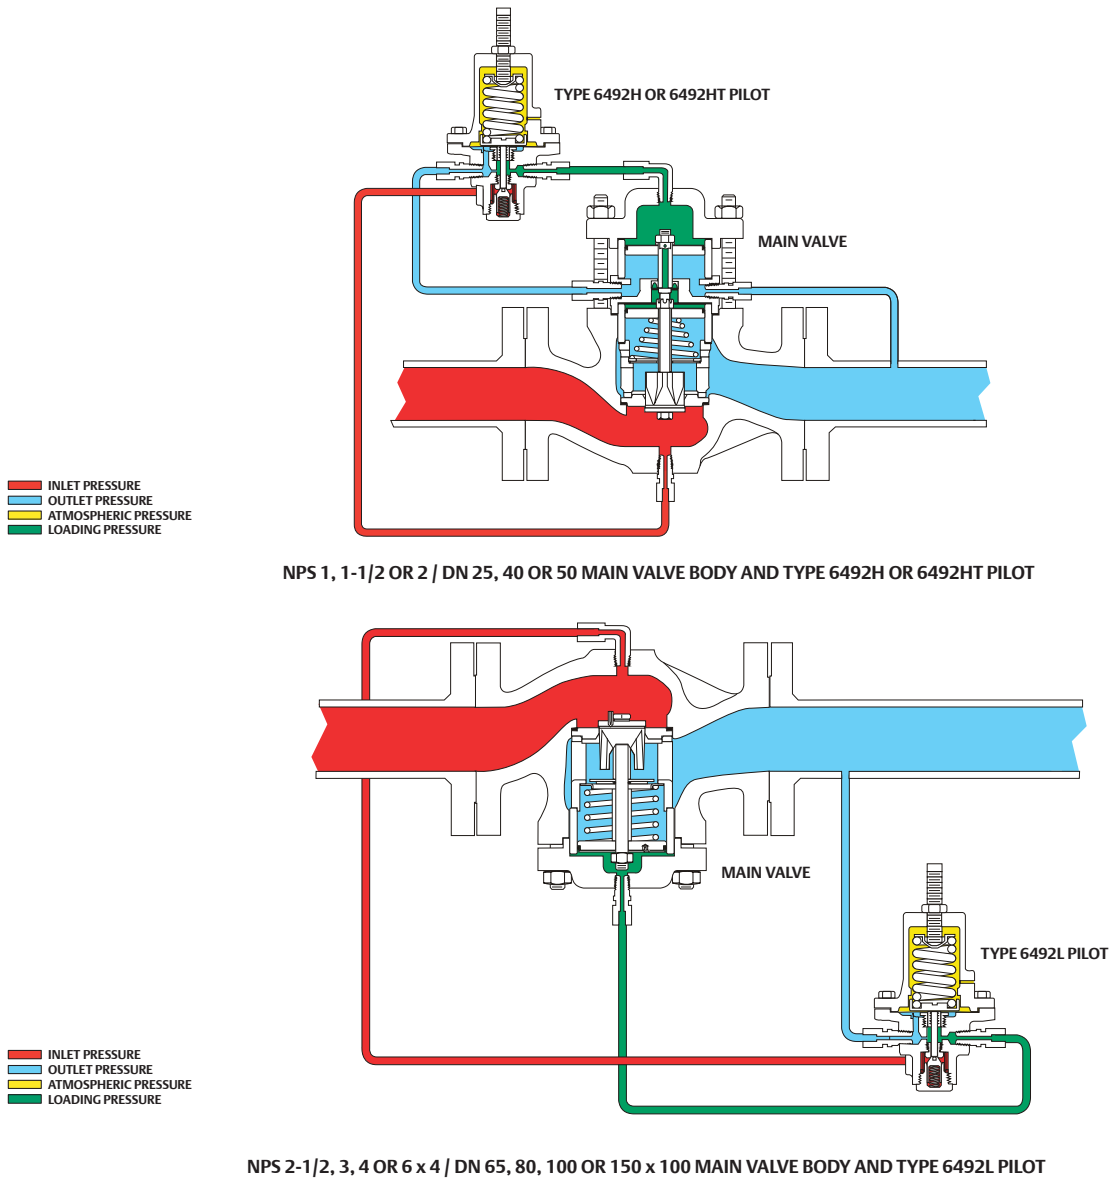 TYPE 6492H OR 6492HT PILOT
MAIN VALVE
INLET PRESSURE
OUTLET PRESSURE
ATMOSPHERIC PRESSURE
LOADING PRESSURE
NPS 1, 1-1/2 OR 2 / DN 25, 40 OR 50 MAIN VALVE BODY AND TYPE 6492H OR 6492HT PILOT
MAIN VALVE
TYPE 6492L PILOT
INLET PRESSURE
OUTLET PRESSURE
ATMOSPHERIC PRESSURE
LOADING PRESSURE
NPS 2-1/2, 3, 4 OR 6 x 4 / DN 65, 80, 100 OR 150 x 100 MAIN VALVE BODY AND TYPE 6492L PILOT